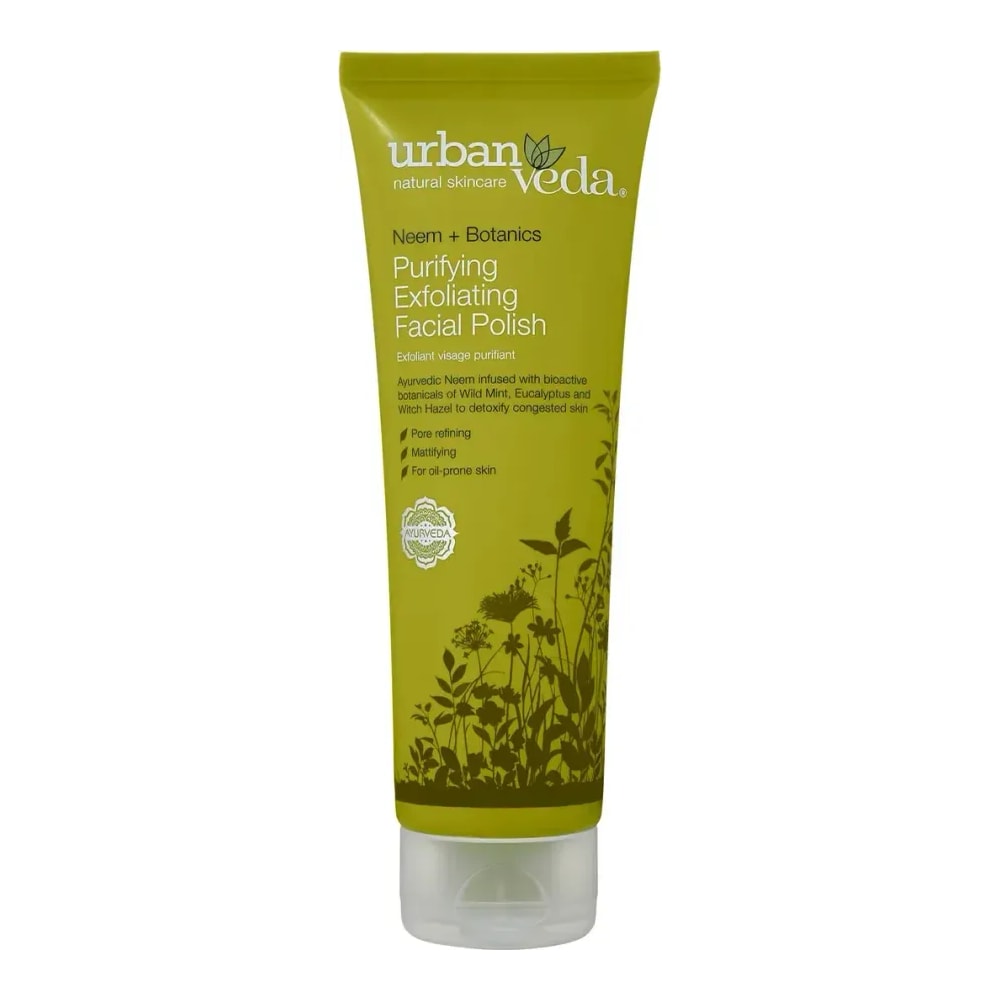 urban
natural skincare veda®
Neem + Botanics
Purifying
Exfoliating
Facial Polish
Exfoliant visage purifiant
Ayurvedic Neem infused with bioactive
botanicals of Wild Mint, Eucalyptus and
Witch Hazel to detoxify congested skin
Pore refining
Mattifying
For oil-prone skin
AYURVEDA